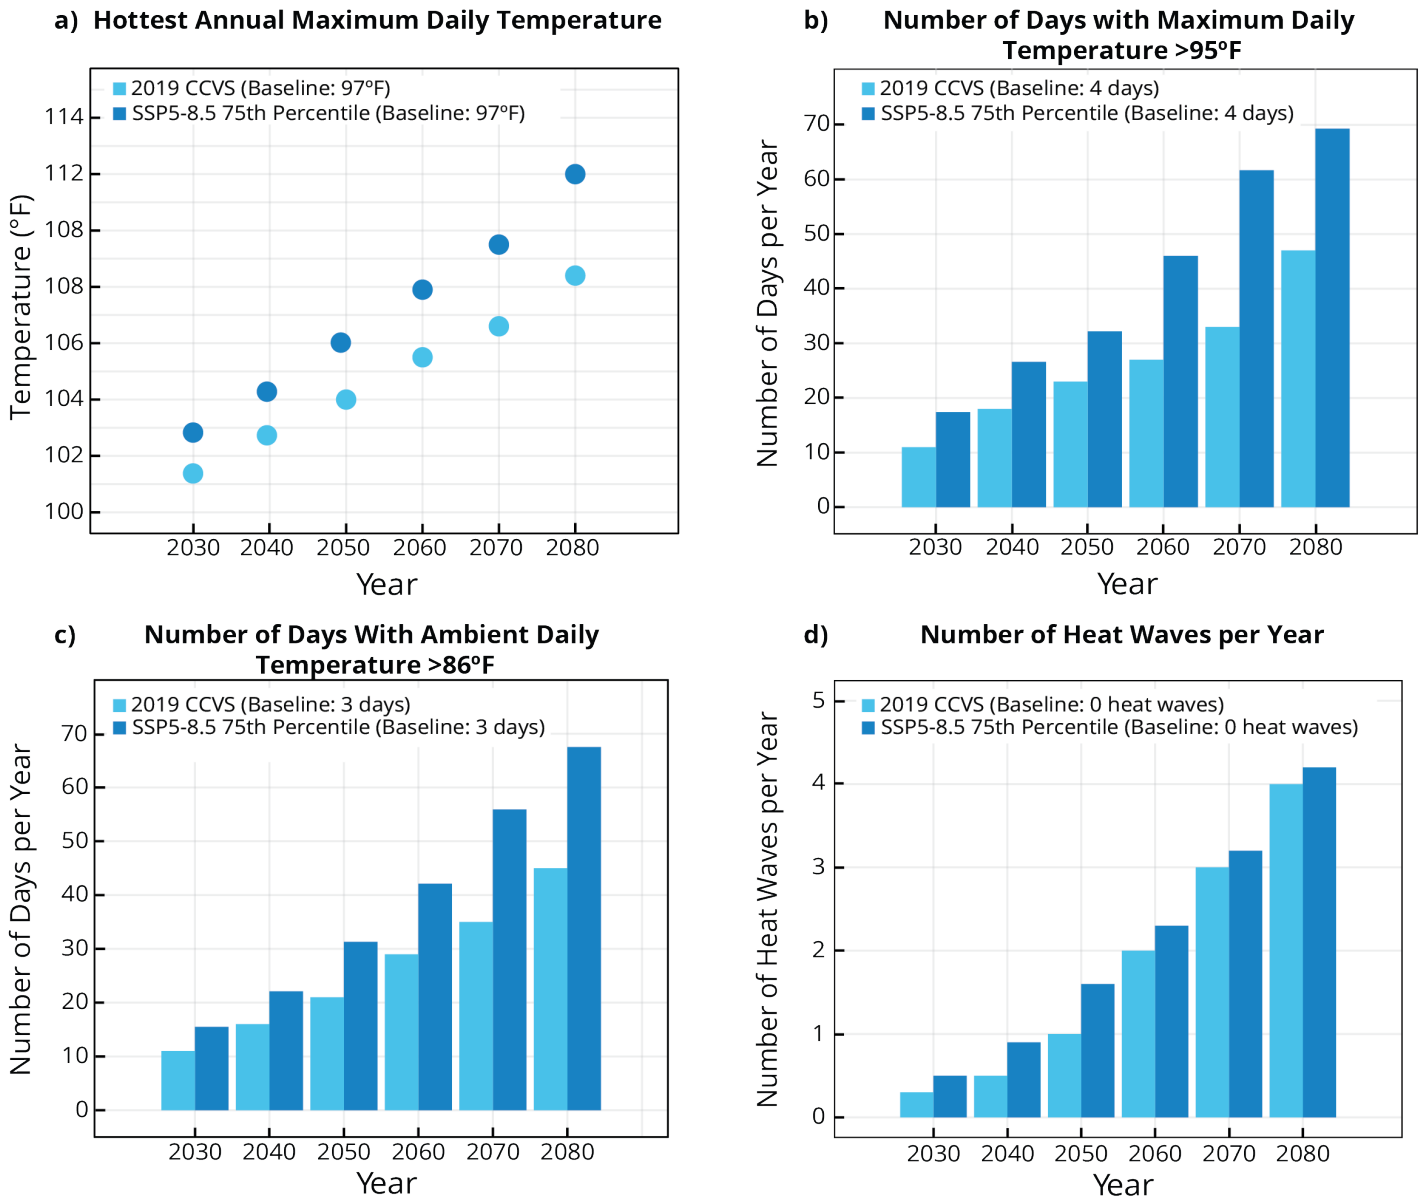 a) Hottest Annual Maximum Daily Temperature
2019 CCVS (Baseline: 97ºF)
SSP5-8.5 75th Percentile (Baseline: 97ºF)
Temperature (°F)
114
112
108
108
106
104
102
100
2030 2040 2050 2060 2070 2080
Year
b) Number of Days with Maximum Daily
Temperature >95ºF
2019 CCVS (Baseline: 4 days)
SSP5-8.5 75th Percentile (Baseline: 4 days)
Number of Days per Year
70
60
50
40
30
20
10
0
2030 2040 2050 2060 2070 2080
Year
c) Number of Days With Ambient Daily
Temperature >86ºF
2019 CCVS (Baseline: 3 days)
SSP5-8.5 75th Percentile (Baseline: 3 days)
Number of Days per Year
70
60
50
40
30
20
10
0
2030 2040 2050 2060 2070 2080
Year
d) Number of Heat Waves per Year
2019 CCVS (Baseline: 0 heat waves)
SSP5-8.5 75th Percentile (Baseline: 0 heat waves)
Number of Heat Waves per Year
5
4
3
2
1
0
2030 2040 2050 2060 2070 2080
Year